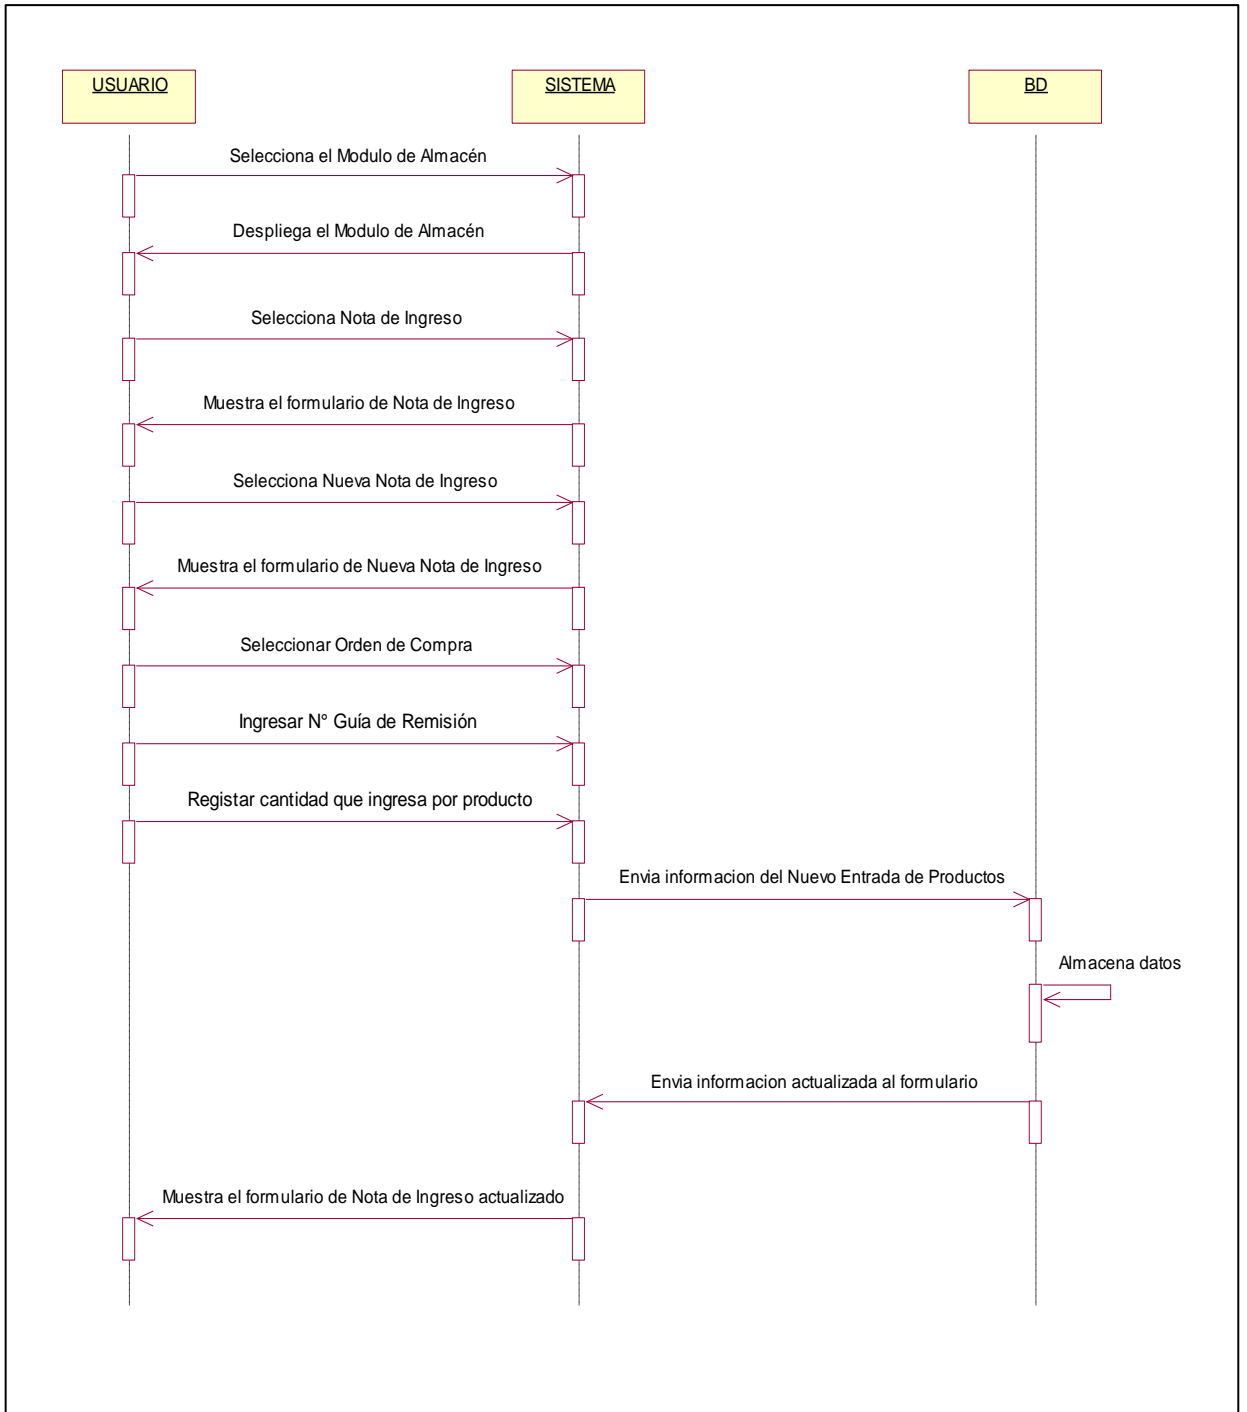 USUARIO
SISTEMA
BD
Selecciona el Modulo de Almacén
Despliega el Modulo de Almacén
Selecciona Nota de Ingreso
Muestra el formulario de Nota de Ingreso
Selecciona Nueva Nota de Ingreso
Muestra el formulario de Nueva Nota de Ingreso
Seleccionar Orden de Compra
Ingresar N° Guía de Remisión
Registar cantidad que ingresa por producto
Envia informacion del Nuevo Entrada de Productos
Almacena datos
Envia informacion actualizada al formulario
Muestra el formulario de Nota de Ingreso actualizado